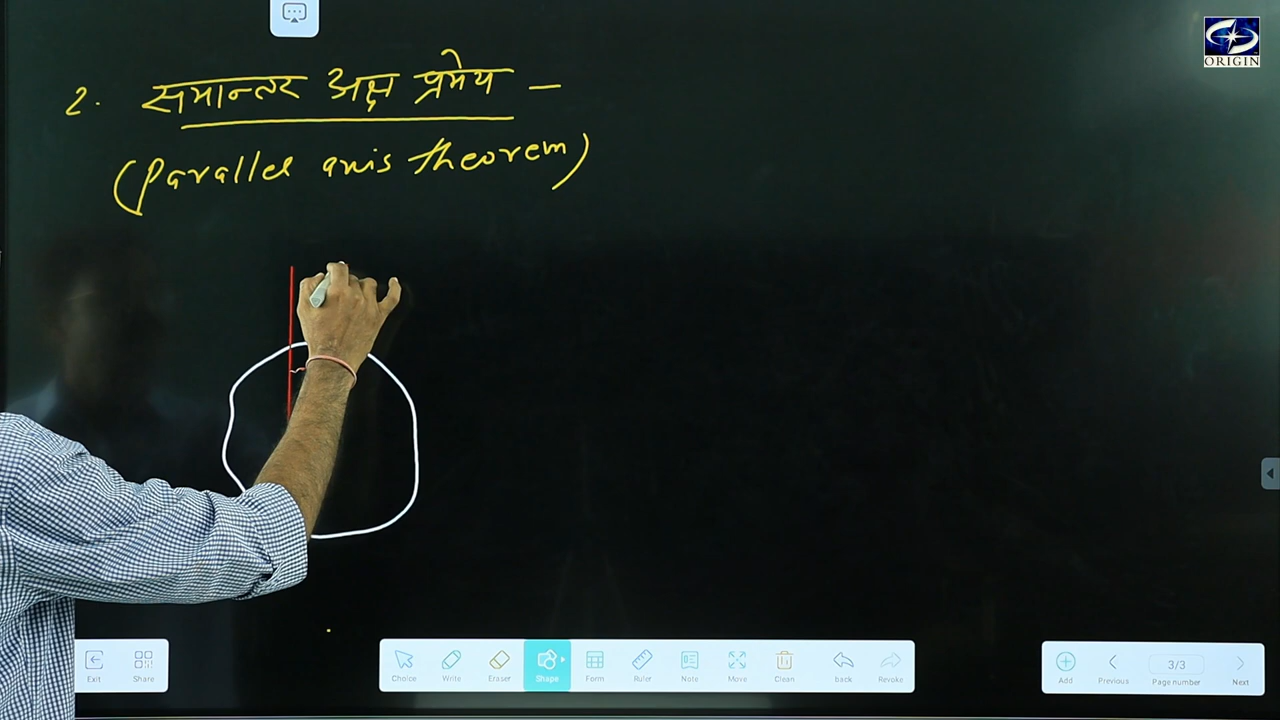 ORIGIN
2. समान्तर अक्ष प्रमेय –
(Parallel axis theorem)
Exit
Share
Choice
Write
Eraser
Shape
Form
Ruler
Note
Move
Clean
back
Revoke
Add
Previous
3/3
Page number
Next